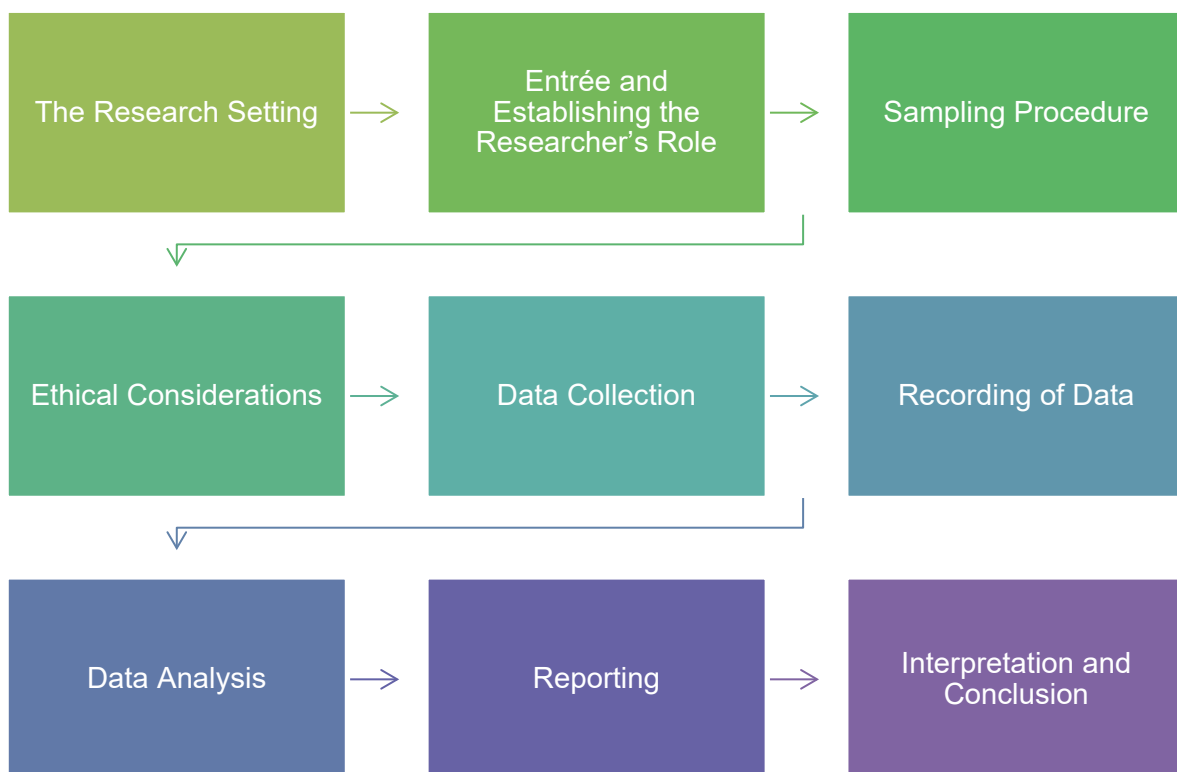 The Research Setting
Entrée and
Establishing the
Researcher’s Role
Sampling Procedure
Ethical Considerations
Data Collection
Recording of Data
Data Analysis
Reporting
Interpretation and
Conclusion